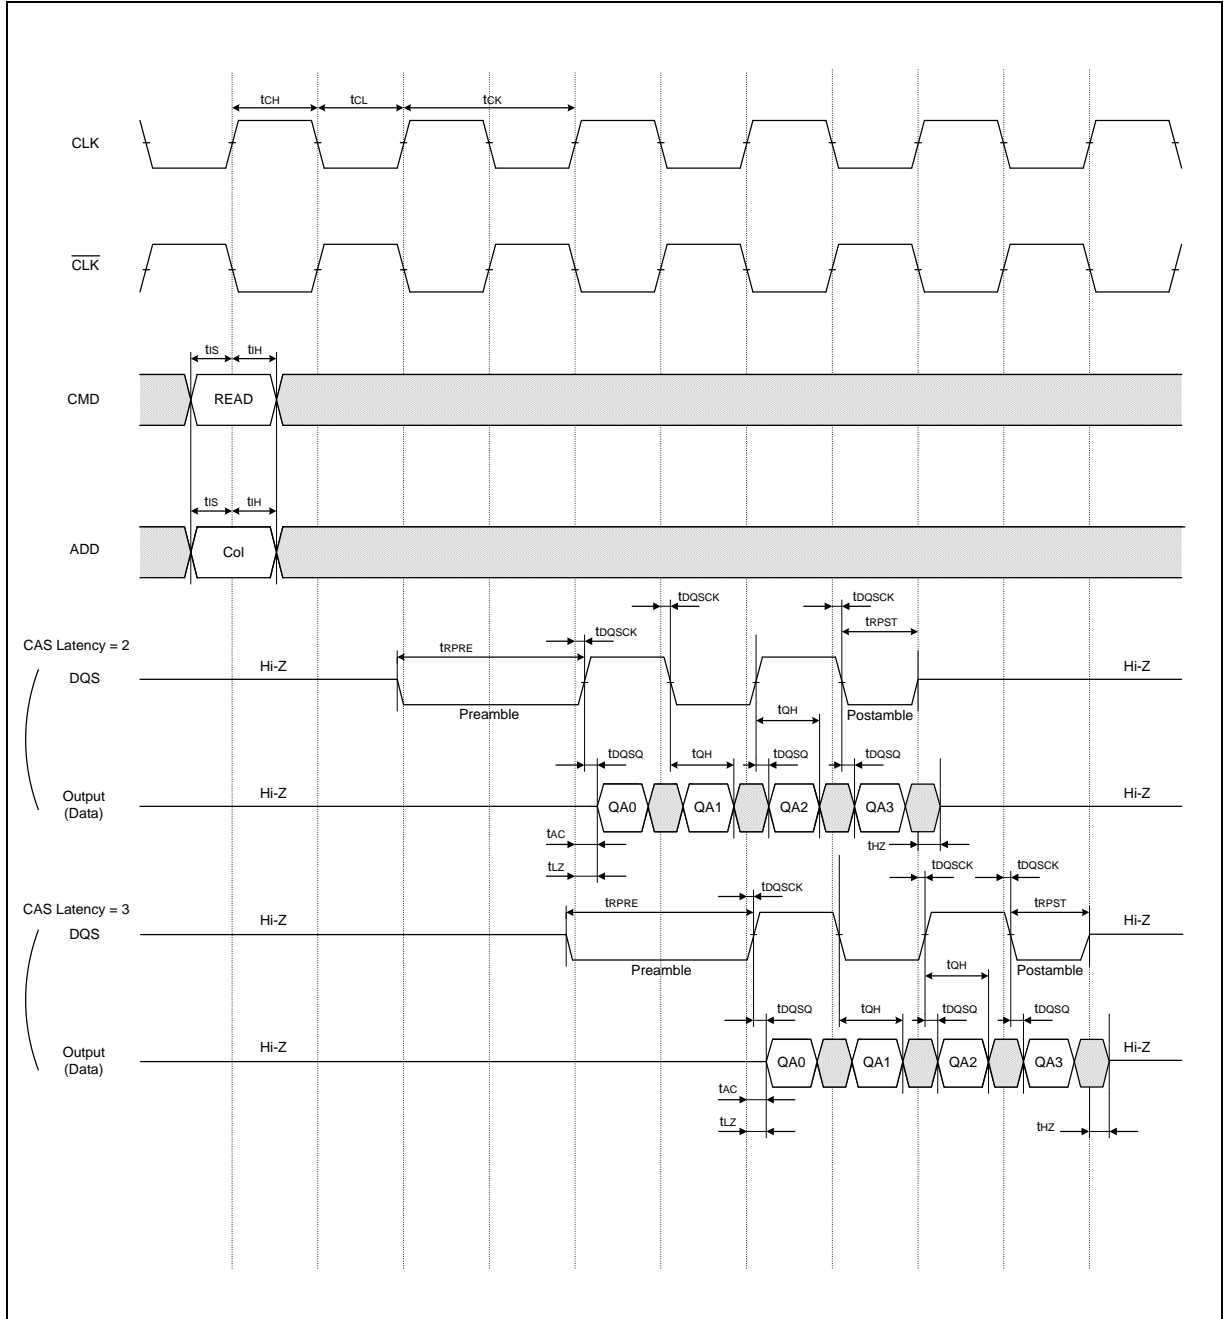 tCH tCL tCK
CLK
CLK
tIS tIH
CMD READ
tIS tIH
ADD Col
tDQSCK tDQSCK
tRPST
CAS Latency = 2 tDQSCK
tRPRE
Hi-Z Hi-Z
DQS
Preamble Postamble
tQH
tDQSQ tQH tDQSQ tDQSQ
Hi-Z Hi-Z
Output
(Data)
QA0 QA1 QA2 QA3
tAC tHZ
tLZ
tDQSCK tDQSCK tDQSCK
CAS Latency = 3
tRPRE tRPST
Hi-Z Hi-Z
DQS
Preamble Postamble
tQH
tDQSQ tQH tDQSQ tDQSQ
Hi-Z Hi-Z
Output
(Data)
QA0 QA1 QA2 QA3
tAC
tLZ tHZ